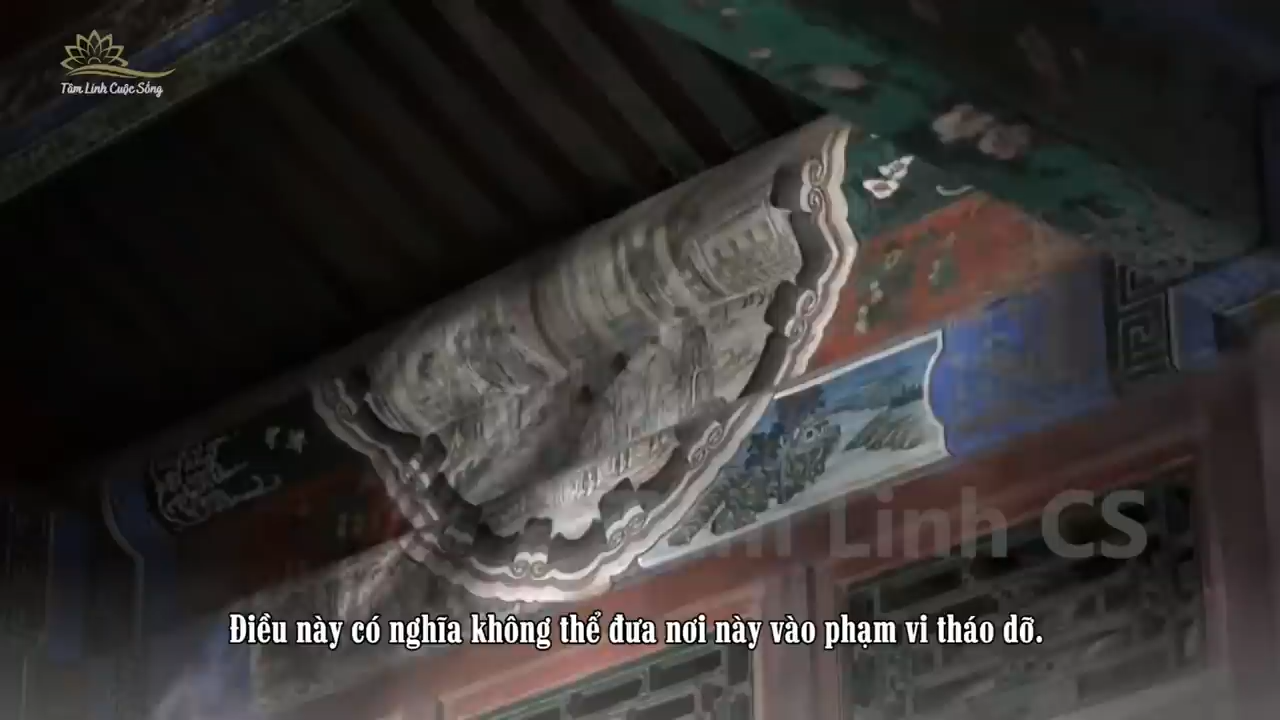 Tâm Linh Cuộc Sống
Tâm Linh CS
Điều này có nghĩa không thể đưa nơi này vào phạm vi tháo dỡ.